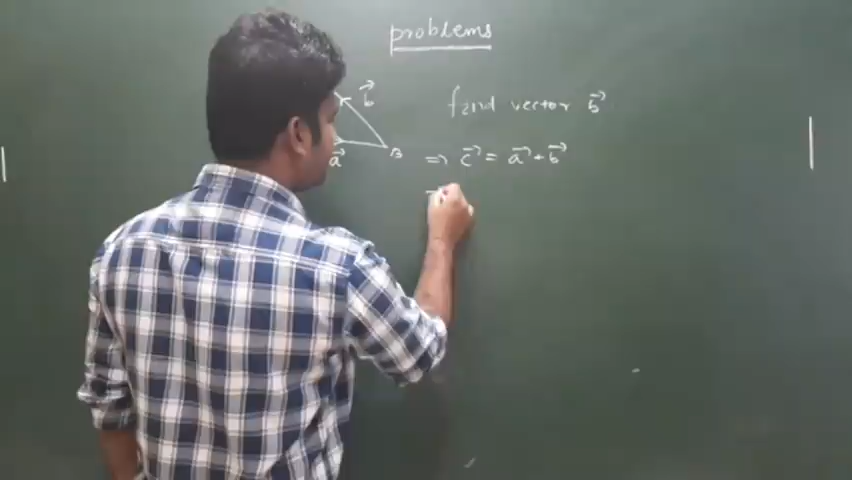 problems
b⃗
find vector b⃗
a⃗
B
⇒ c⃗ = a⃗ + b⃗